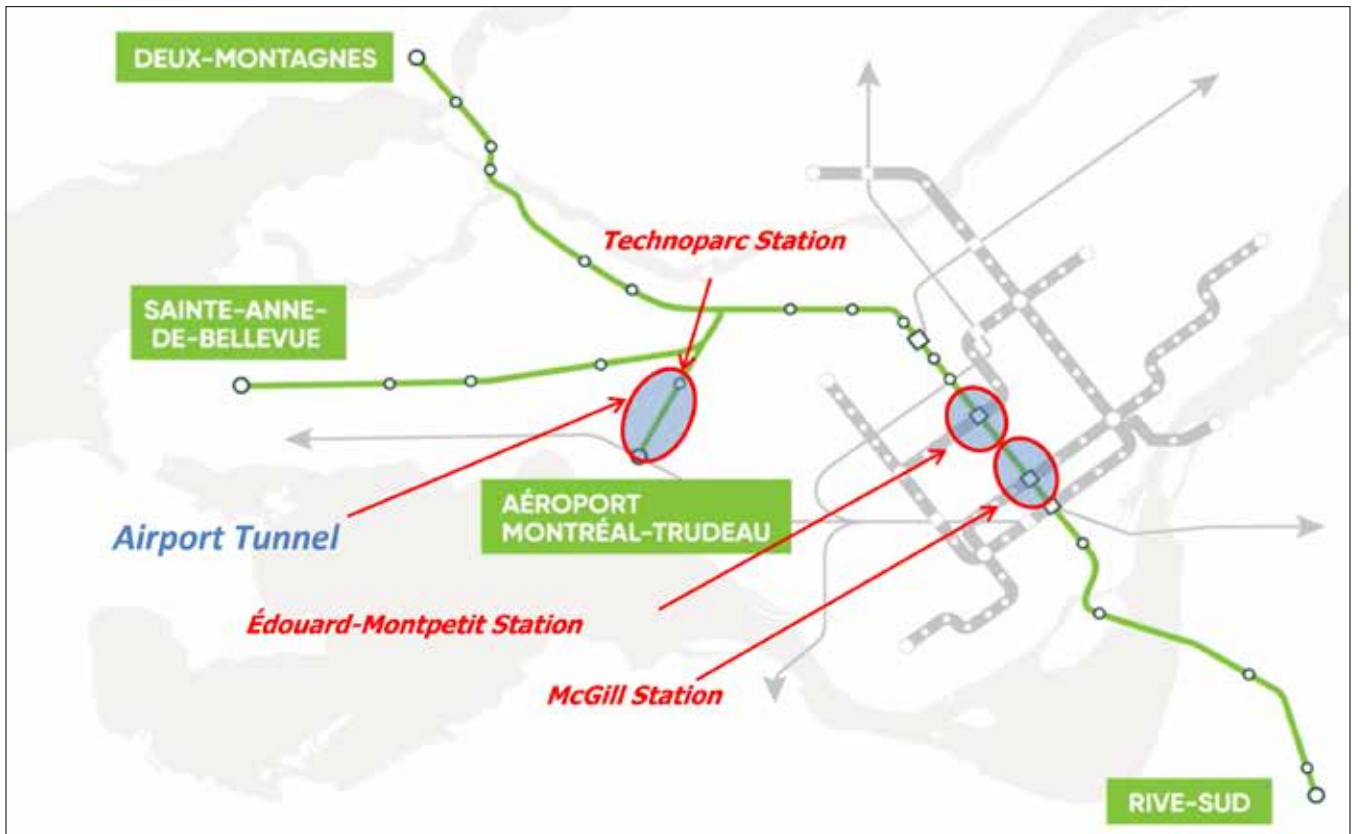 DEUX-MONTAGNES
Technoparc Station
SAINTE-ANNE-
DE-BELLEVUE
AÉROPORT
MONTRÉAL-TRUDEAU
Airport Tunnel
Édouard-Montpetit Station
McGill Station
RIVE-SUD